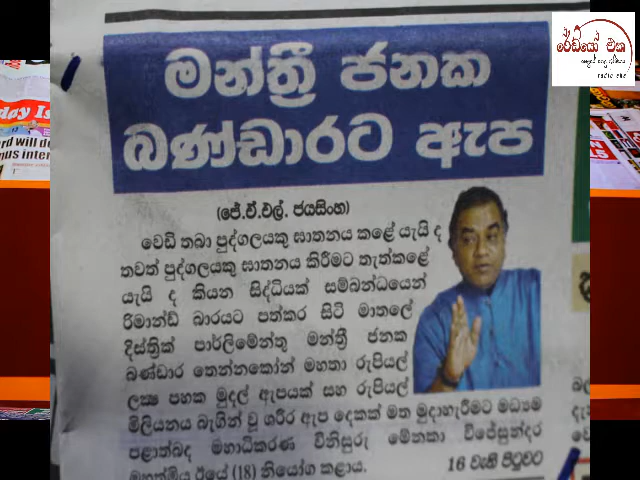 රේඩියෝ එක
radio eke
මන්ත්‍රී ජනක
බණ්ඩාරට ඇප
(ජේ.ඒ.එල්. ජයසිංහ)
වෙඩි තබා පුද්ගලයකු ඝාතනය කළේ යැයි ද
තවත් පුද්ගලයකු ඝාතනය කිරීමට තැත්කළේ
යැයි ද කියන සිද්ධියක් සම්බන්ධයෙන්
රිමාන්ඩ් බාරයට පත්කර සිටි මාතලේ
දිස්ත්‍රික් පාර්ලිමේන්තු මන්ත්‍රී ජනක
බණ්ඩාර තෙන්නකෝන් මහතා රුපියල්
ලක්‍ෂ පහක මුදල් ඇපයක් සහ රුපියල්
මිලියනය බැගින් වූ ශරීර ඇප දෙකක් මත මුදාහැරීමට මධ්‍යම
පළාත්බද මහාධිකරණ විනිසුරු මේනකා විජේසුන්දර
මහත්මිය ඊයේ (18) නියෝග කළාය.
16 වැනි පිටුවට